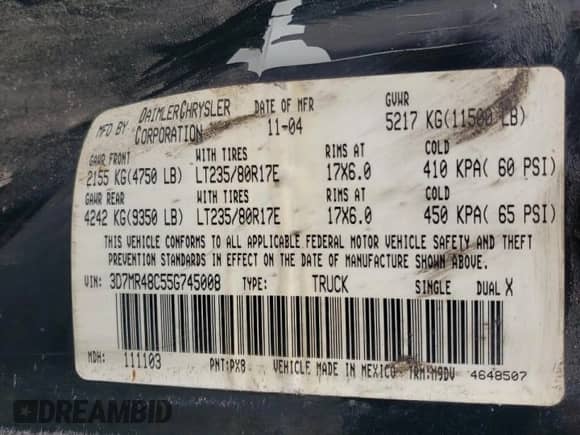 MFD BY: DAIMLERCHRYSLER CORPORATION
DATE OF MFR 11-04
GVWR 5217 KG(11500 LB)
GAWR FRONT WITH TIRES RIMS AT COLD
2155 KG(4750 LB) LT235/80R17E 17X6.0 410 KPA( 60 PSI)
GAWR REAR WITH TIRES RIMS AT COLD
4242 KG(9350 LB) LT235/80R17E 17X6.0 450 KPA( 65 PSI)
THIS VEHICLE CONFORMS TO ALL APPLICABLE FEDERAL MOTOR VEHICLE SAFETY AND THEFT
PREVENTION STANDARDS IN EFFECT ON THE DATE OF MANUFACTURE SHOWN ABOVE.
VIN: 3D7MR48C55G745008 TYPE: TRUCK SINGLE DUAL X
MDH: 111103 PNT:PX8 VEHICLE MADE IN MEXICO TRM:M9DV 4648507
DREAMBID